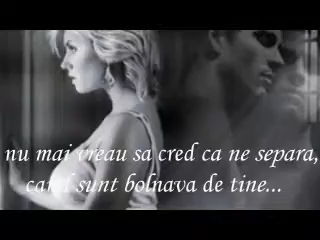 nu mai vreau sa cred ca ne separa,
cand sunt bolnava de tine...